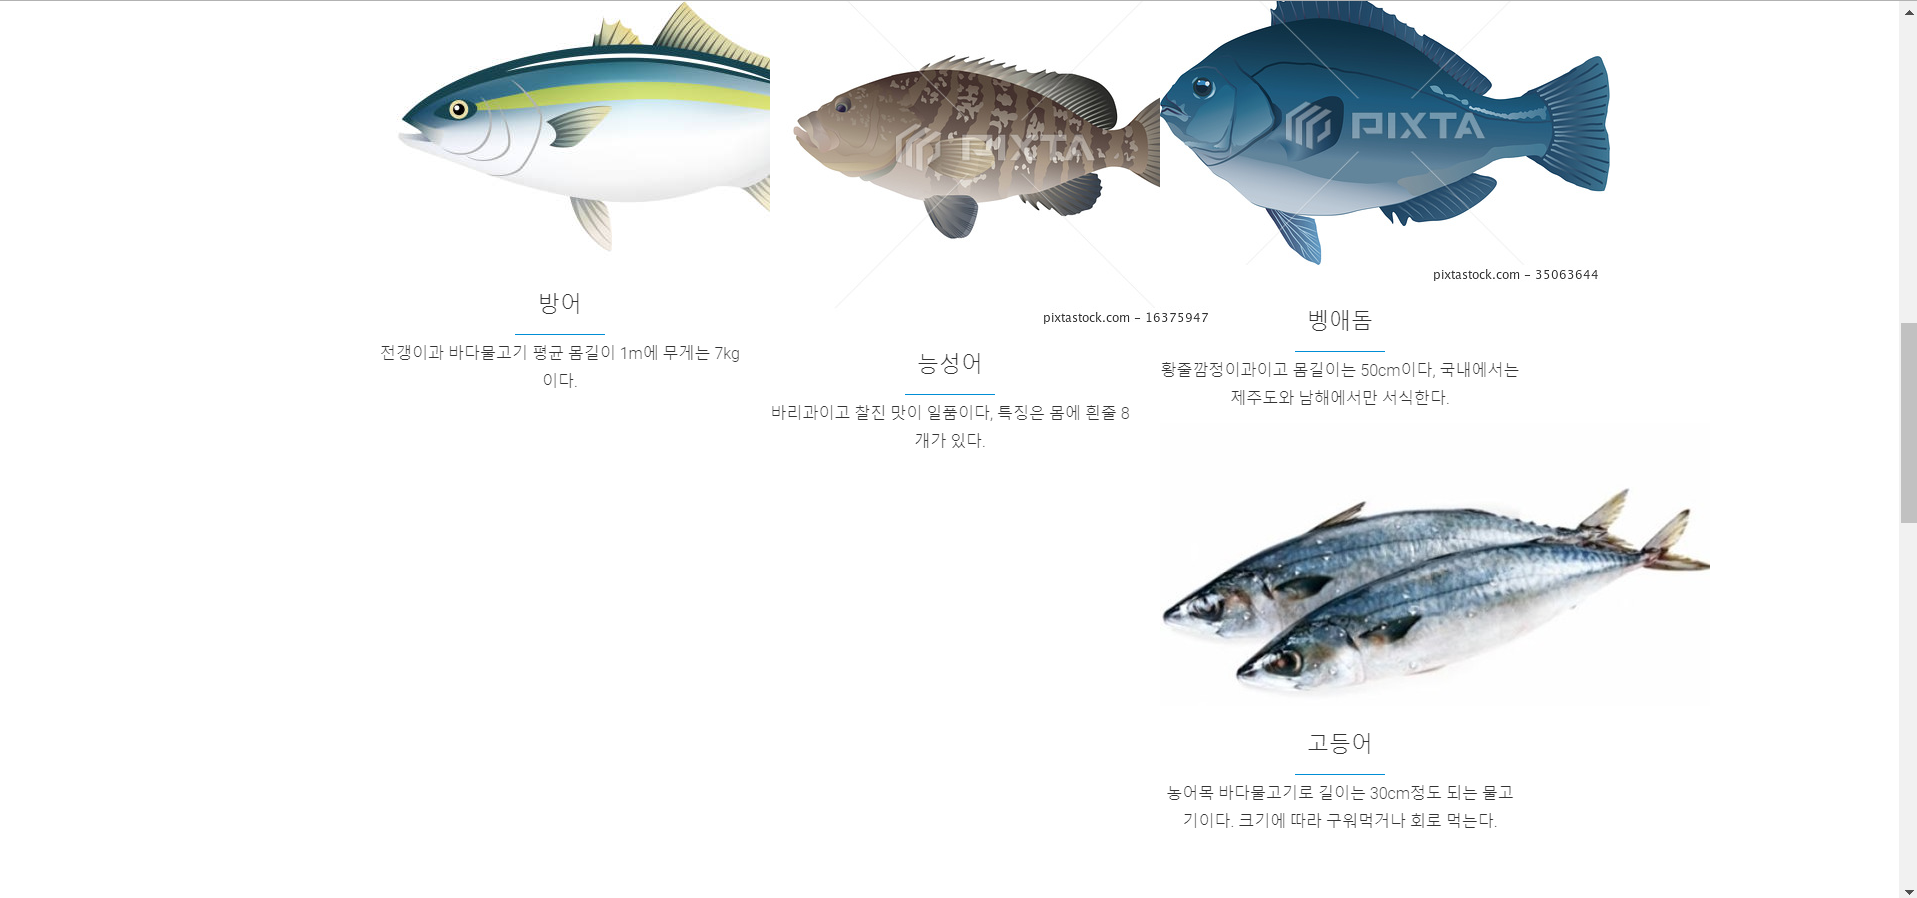 PIXTA
PIXTA
pixtastock.com - 35063644
pixtastock.com - 16375947
방어
전갱이과 바다물고기 평균 몸길이 1m에 무게는 7kg
이다.
능성어
바리과이고 찰진 맛이 일품이다, 특징은 몸에 흰줄 8
개가 있다.
벵애돔
황줄깜정이과이고 몸길이는 50cm이다, 국내에서는
제주도와 남해에서만 서식한다.
고등어
농어목 바다물고기로 길이는 30cm정도 되는 물고
기이다. 크기에 따라 구워먹거나 회로 먹는다.